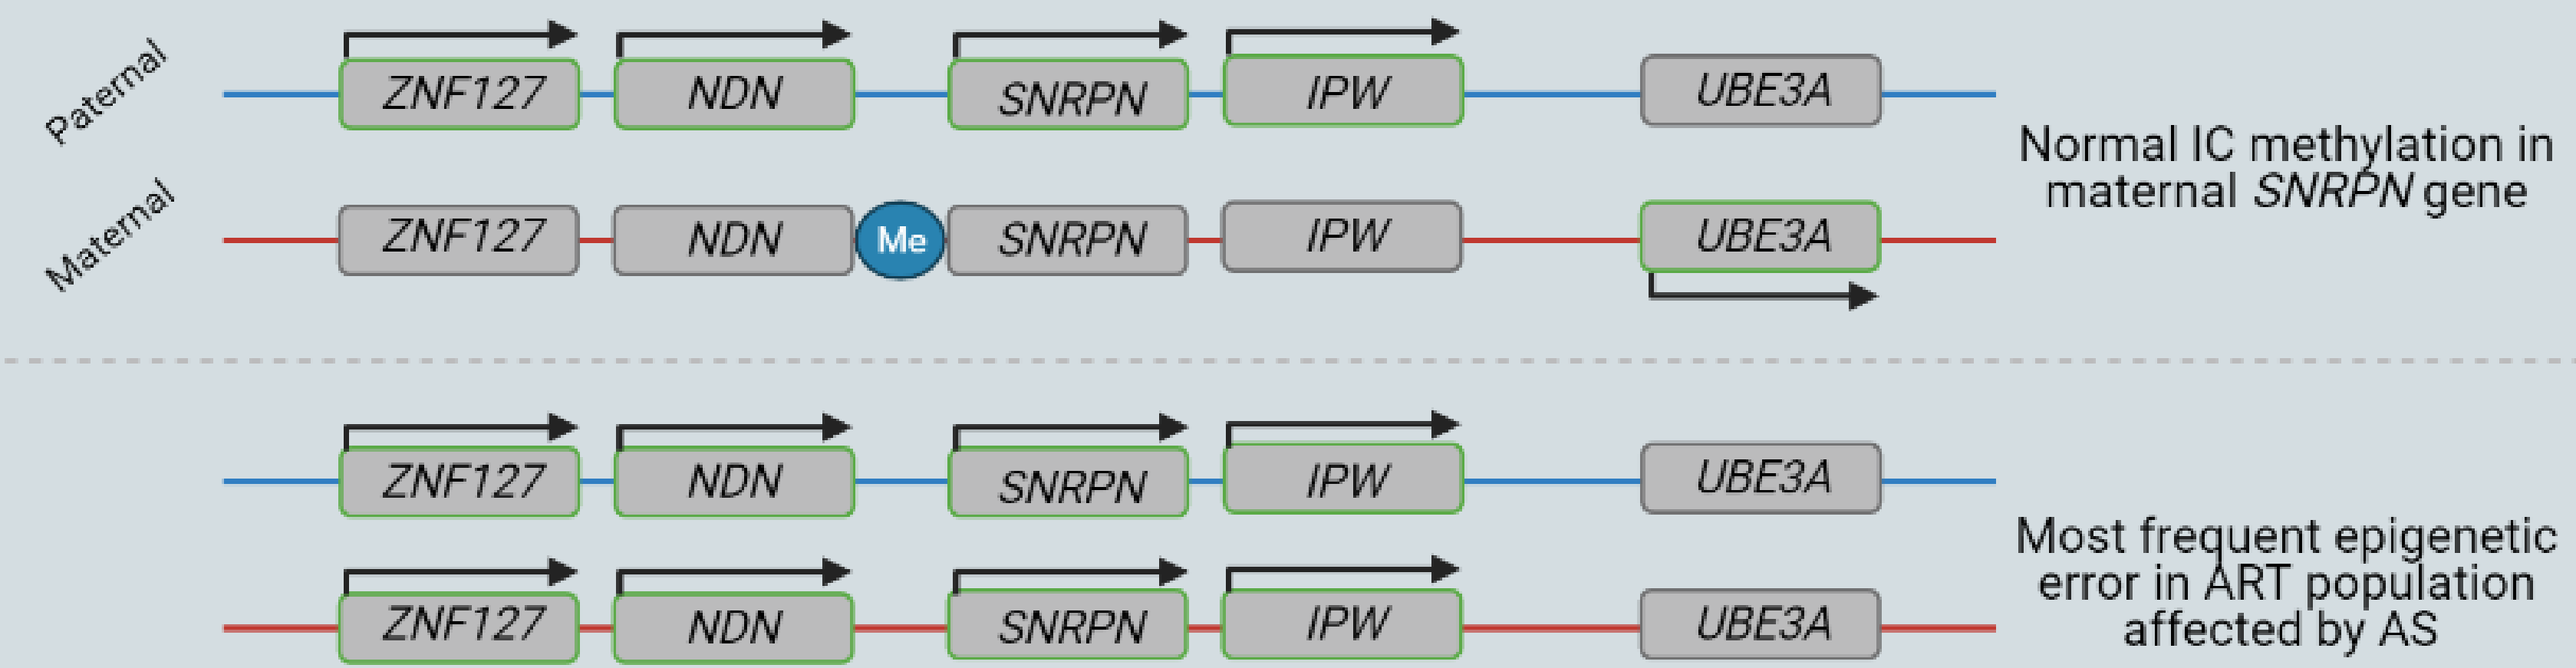 Paternal
ZNF127 NDN SNRPN IPW UBE3A
Maternal
ZNF127 NDN Me SNRPN IPW UBE3A
Normal IC methylation in
maternal SNRPN gene
ZNF127 NDN SNRPN IPW UBE3A
ZNF127 NDN SNRPN IPW UBE3A
Most frequent epigenetic
error in ART population
affected by AS